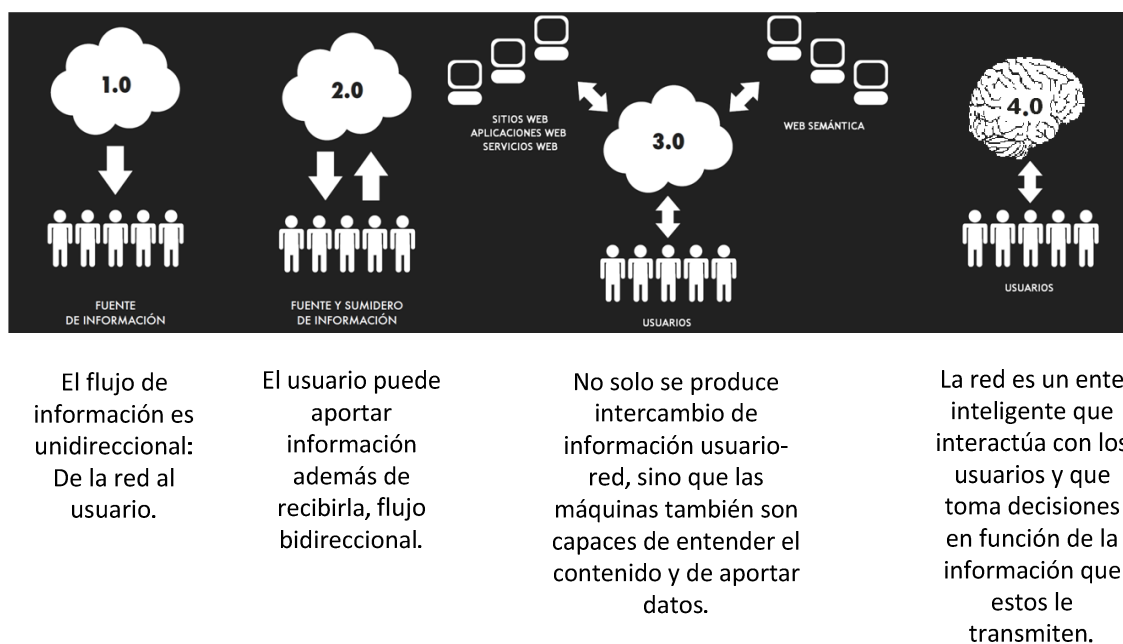 1.0
FUENTE
DE INFORMACIÓN
2.0
FUENTE Y SUMIDERO
DE INFORMACIÓN
SITIOS WEB
APLICACIONES WEB
SERVICIOS WEB
3.0
WEB SEMÁNTICA
USUARIOS
4.0
USUARIOS
El flujo de
información es
unidireccional:
De la red al
usuario.
El usuario puede
aportar
información
además de
recibirla, flujo
bidireccional.
No solo se produce
intercambio de
información usuario-
red, sino que las
máquinas también son
capaces de entender el
contenido y de aportar
datos.
La red es un ente
inteligente que
interactúa con los
usuarios y que
toma decisiones
en función de la
información que
estos le
transmiten.